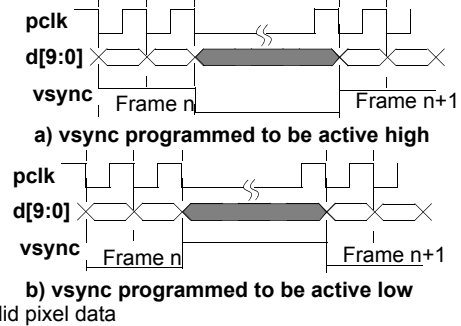 pclk
d[9:0]
vsync
Frame n
Frame n+1
a) vsync programmed to be active high
pclk
d[9:0]
vsync
Frame n
Frame n+1
b) vsync programmed to be active low
lid pixel data